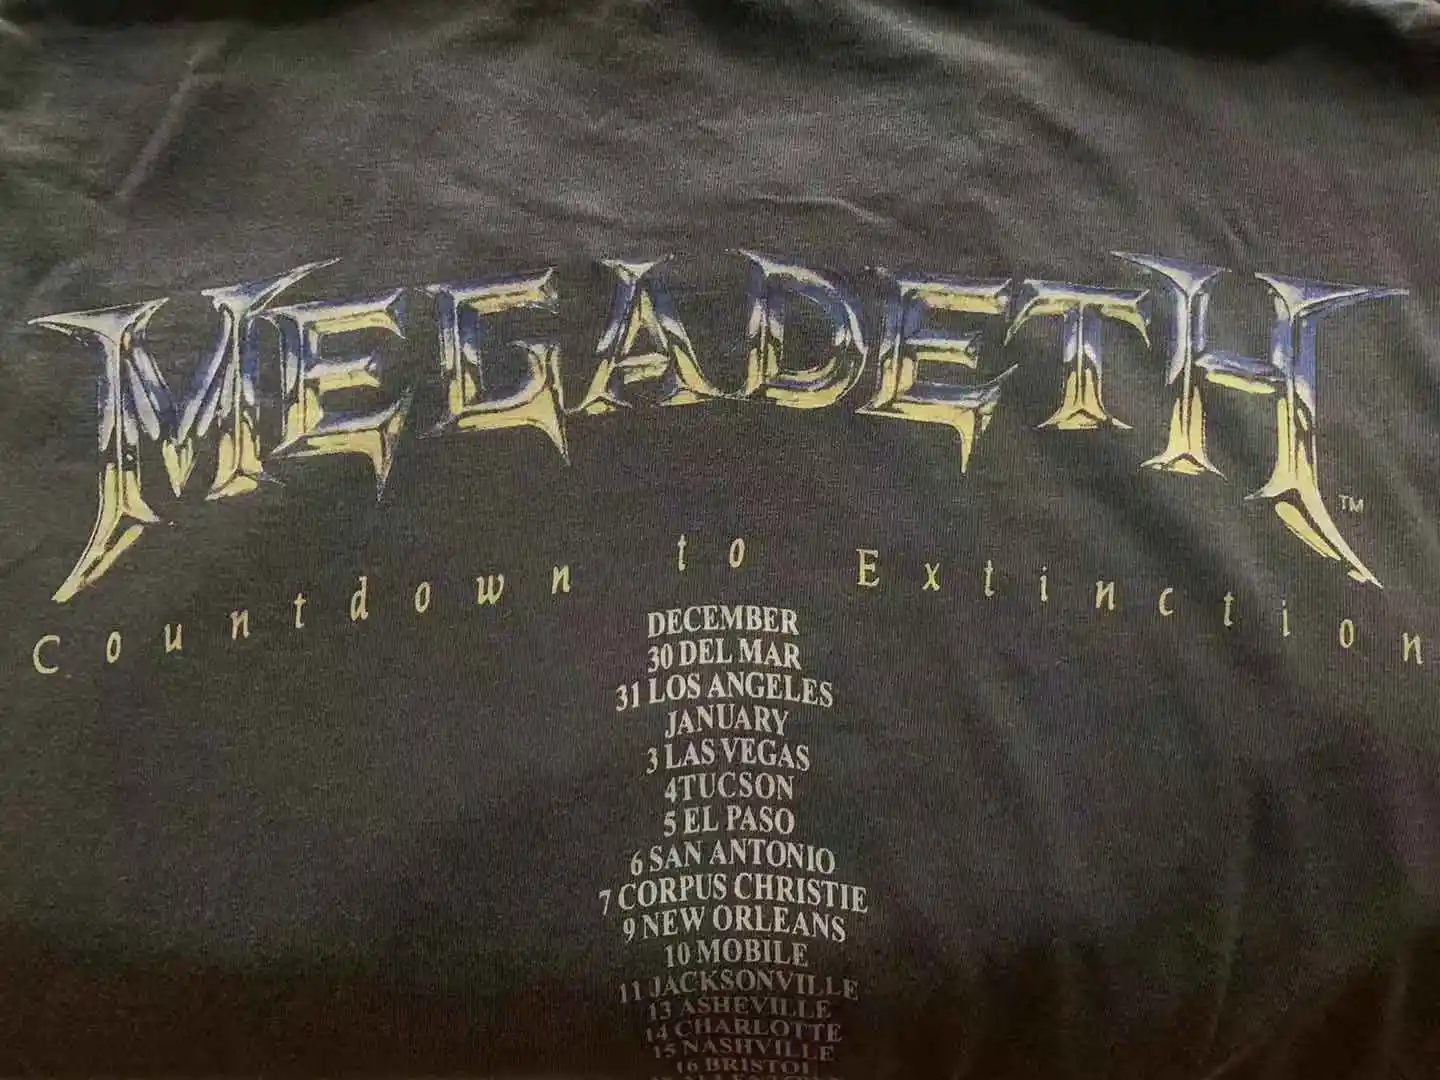 MEGADETH
TM
Countdown to Extinction
DECEMBER
30 DEL MAR
31 LOS ANGELES
JANUARY
3 LAS VEGAS
4TUCSON
5 EL PASO
6 SAN ANTONIO
7 CORPUS CHRISTIE
9 NEW ORLEANS
10 MOBILE
11 JACKSONVILLE
13 ASHEVILLE
14 CHARLOTTE
15 NASHVILLE
16 BRISTOL